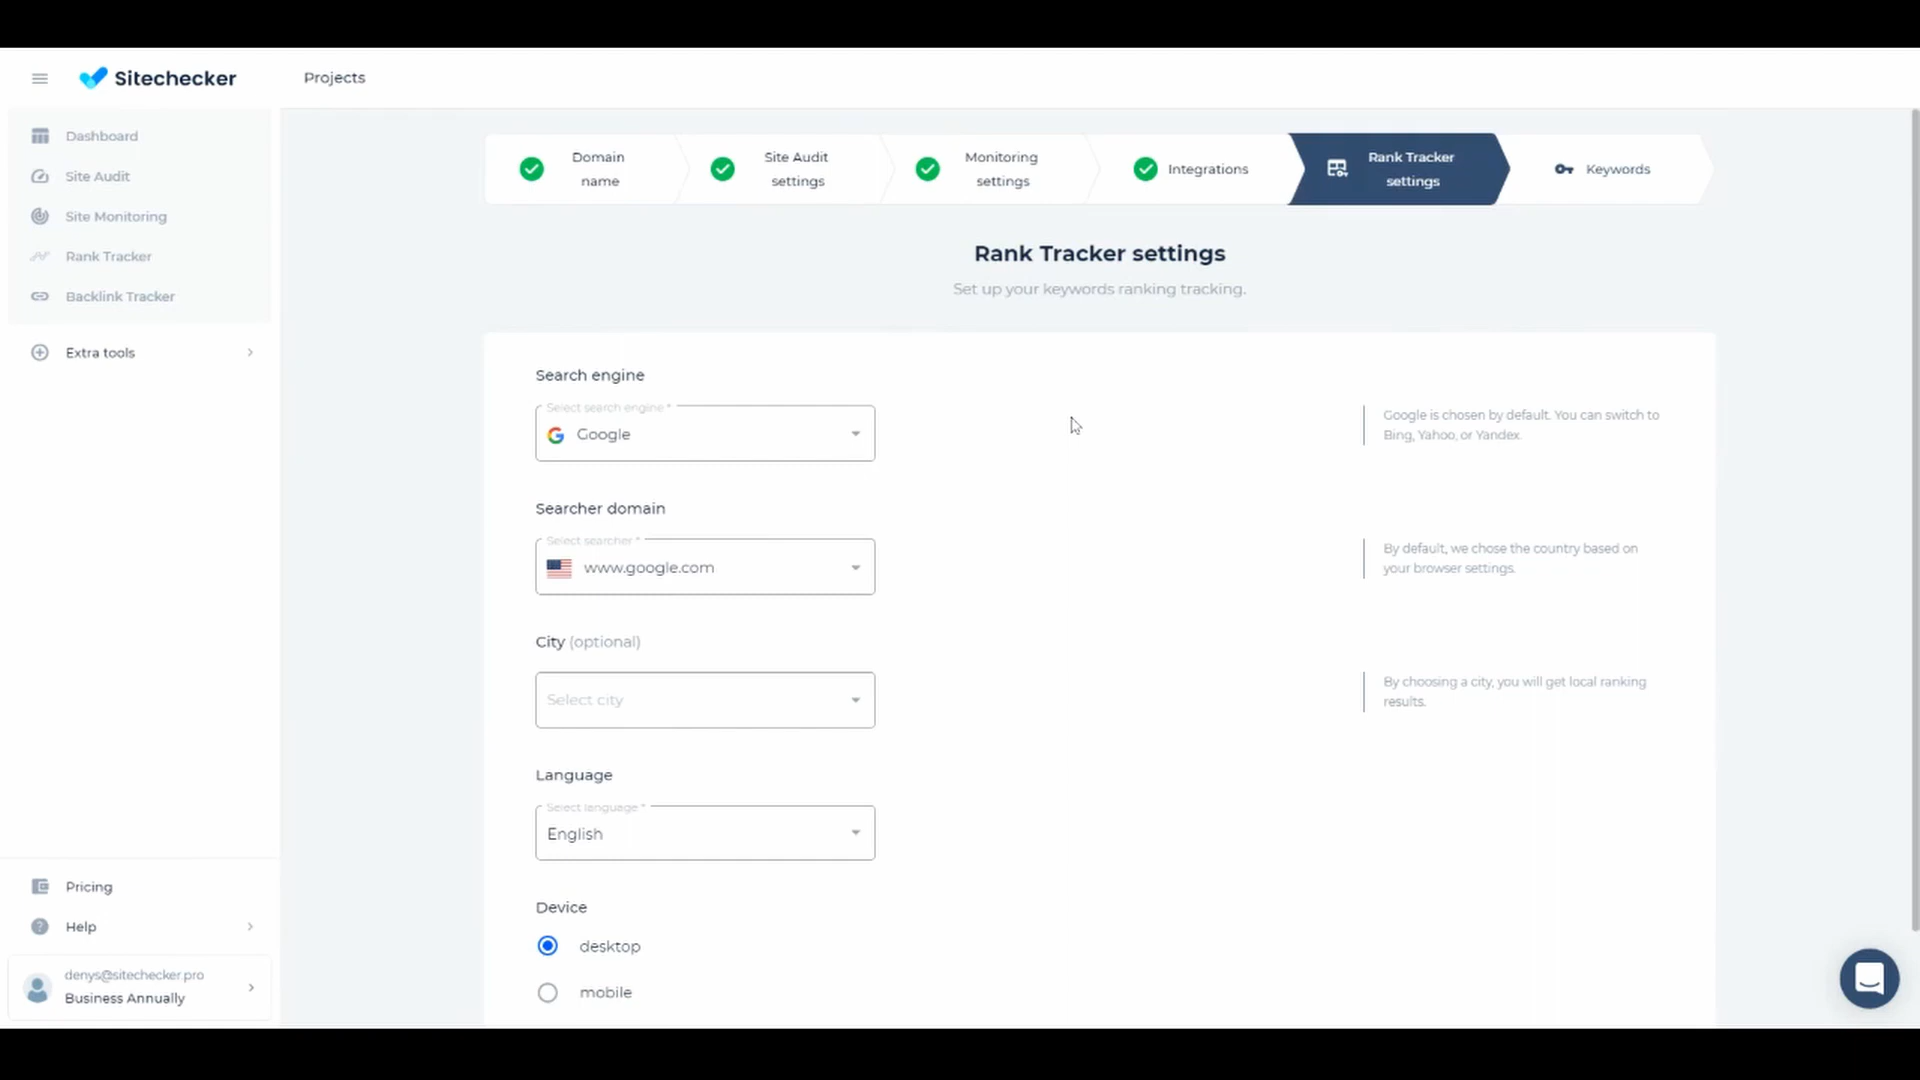 Sitechecker
Projects
Dashboard
Site Audit
Site Monitoring
Rank Tracker
Backlink Tracker
Extra tools
Pricing
Help
denys@sitechecker.pro
Business Annually
Domain
name
Site Audit
settings
Monitoring
settings
Integrations
Rank Tracker
settings
Keywords
Rank Tracker settings
Set up your keywords ranking tracking.
Search engine
Select search engine *
Google
Google is chosen by default. You can switch to
Bing, Yahoo, or Yandex.
Searcher domain
Select searcher *
www.google.com
By default, we chose the country based on
your browser settings.
City (optional)
Select city
By choosing a city, you will get local ranking
results.
Language
Select language *
English
Device
desktop
mobile